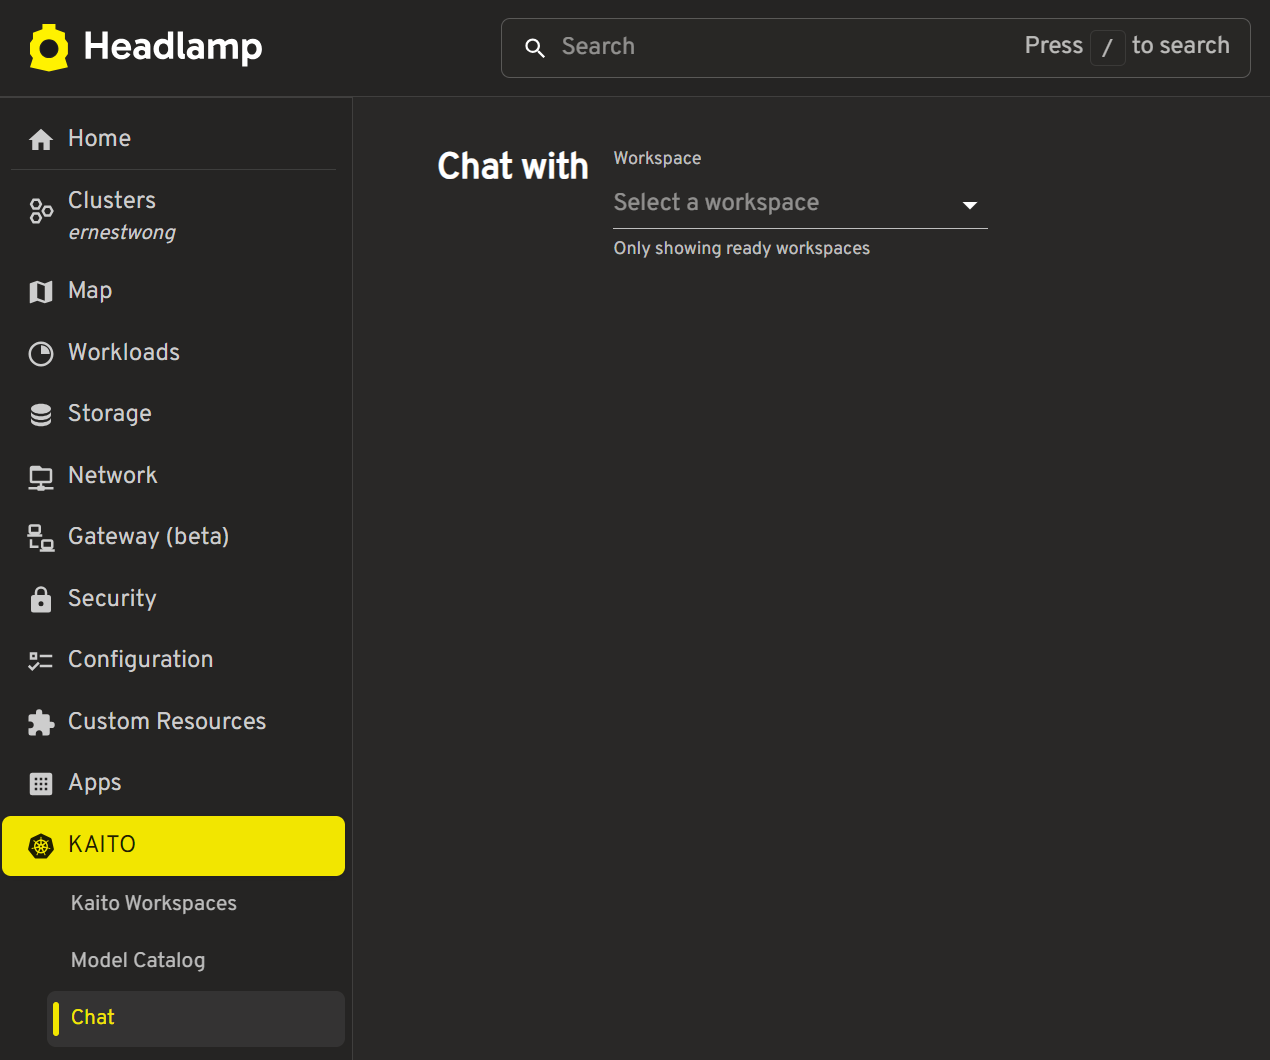 Headlamp
Search
Press / to search
Home
Clusters
ernestwong
Map
Workloads
Storage
Network
Gateway (beta)
Security
Configuration
Custom Resources
Apps
KAITO
Kaito Workspaces
Model Catalog
Chat
Chat with
Workspace
Select a workspace
Only showing ready workspaces